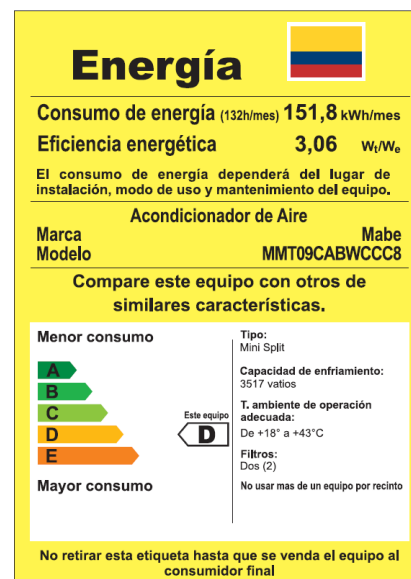 Energía
Consumo de energía (132h/mes) 151,8 kWh/mes
Eficiencia energética 3,06 Wt/We
El consumo de energía dependerá del lugar de
instalación, modo de uso y mantenimiento del equipo.
Acondicionador de Aire
Marca Mabe
Modelo MMT09CABWCCC8
Compare este equipo con otros de
similares características.
Menor consumo
A
B
C
D
E
Mayor consumo
Este equipo
D
Tipo:
Mini Split
Capacidad de enfriamiento:
3517 vatios
T. ambiente de operación
adecuada:
De +18° a +43°C
Filtros:
Dos (2)
No usar mas de un equipo por recinto
No retirar esta etiqueta hasta que se venda el equipo al
consumidor final